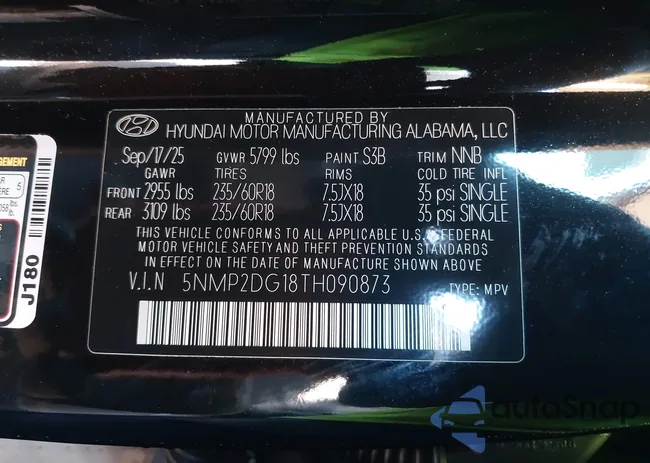 MANUFACTURED BY
HYUNDAI MOTOR MANUFACTURING ALABAMA, LLC
Sep/17/25 GVWR 5799 lbs PAINT S3B TRIM NNB
GAWR TIRES RIMS COLD TIRE INFL
FRONT 2955 lbs 235/60R18 7.5JX18 35 psi SINGLE
REAR 3109 lbs 235/60R18 7.5JX18 35 psi SINGLE
THIS VEHICLE CONFORMS TO ALL APPLICABLE U.S. FEDERAL
MOTOR VEHICLE SAFETY AND THEFT PREVENTION STANDARDS
IN EFFECT ON THE DATE OF MANUFACTURE SHOWN ABOVE
V.I.N 5NMP2DG18TH090873 TYPE: MPV
J180
5
autoSnap